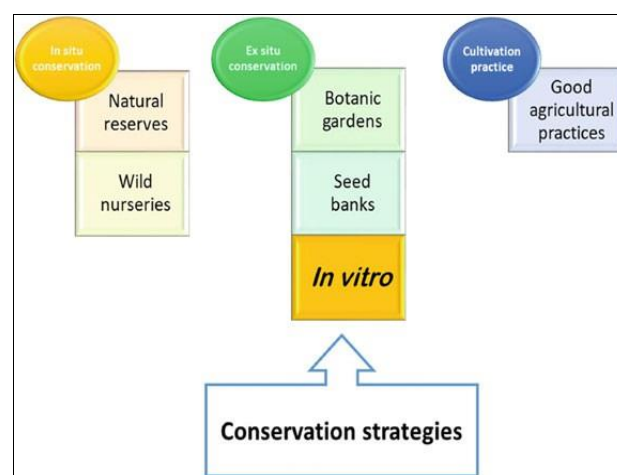 In situ
conservation
Natural
reserves
Wild
nurseries
Ex situ
conservation
Botanic
gardens
Seed
banks
In vitro
Cultivation
practice
Good
agricultural
practices
Conservation strategies